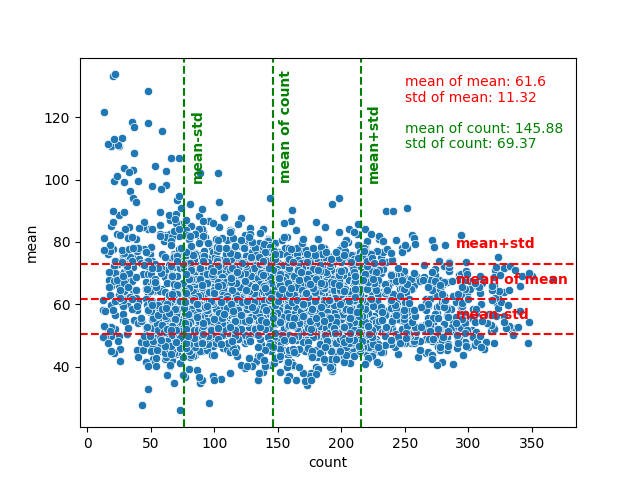 mean of mean: 61.6
std of mean: 11.32
mean of count: 145.88
std of count: 69.37
mean-std
mean of count
mean+std
mean+std
mean of mean
mean-std
120
100
80
60
40
mean
0
50
100
150
200
250
300
350
count